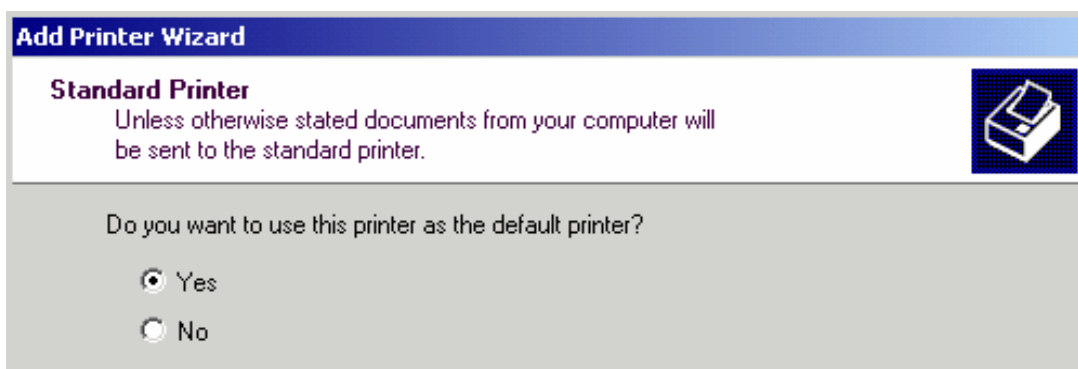 Add Printer Wizard
Standard Printer
Unless otherwise stated documents from your computer will
be sent to the standard printer.
Do you want to use this printer as the default printer?
Yes
No